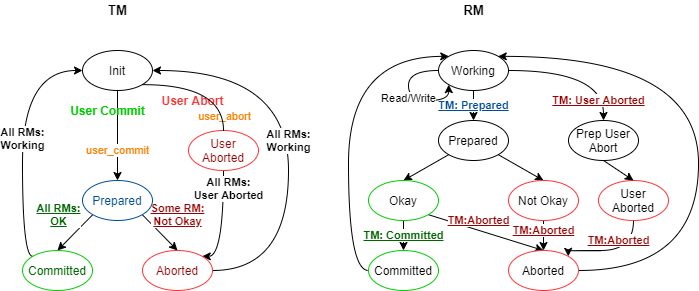 TM
RM
Init
User Commit
User Abort
user_abort
All RMs:
Working
user_commit
User
Aborted
All RMs:
Working
All RMs:
User Aborted
Prepared
All RMs:
OK
Some RM:
Not Okay
Committed
Aborted
Working
Read/Write
TM: Prepared
TM: User Aborted
Prepared
Prep User
Abort
Okay
Not Okay
User
Aborted
TM:Aborted
TM: Committed
TM:Aborted
TM:Aborted
Committed
Aborted